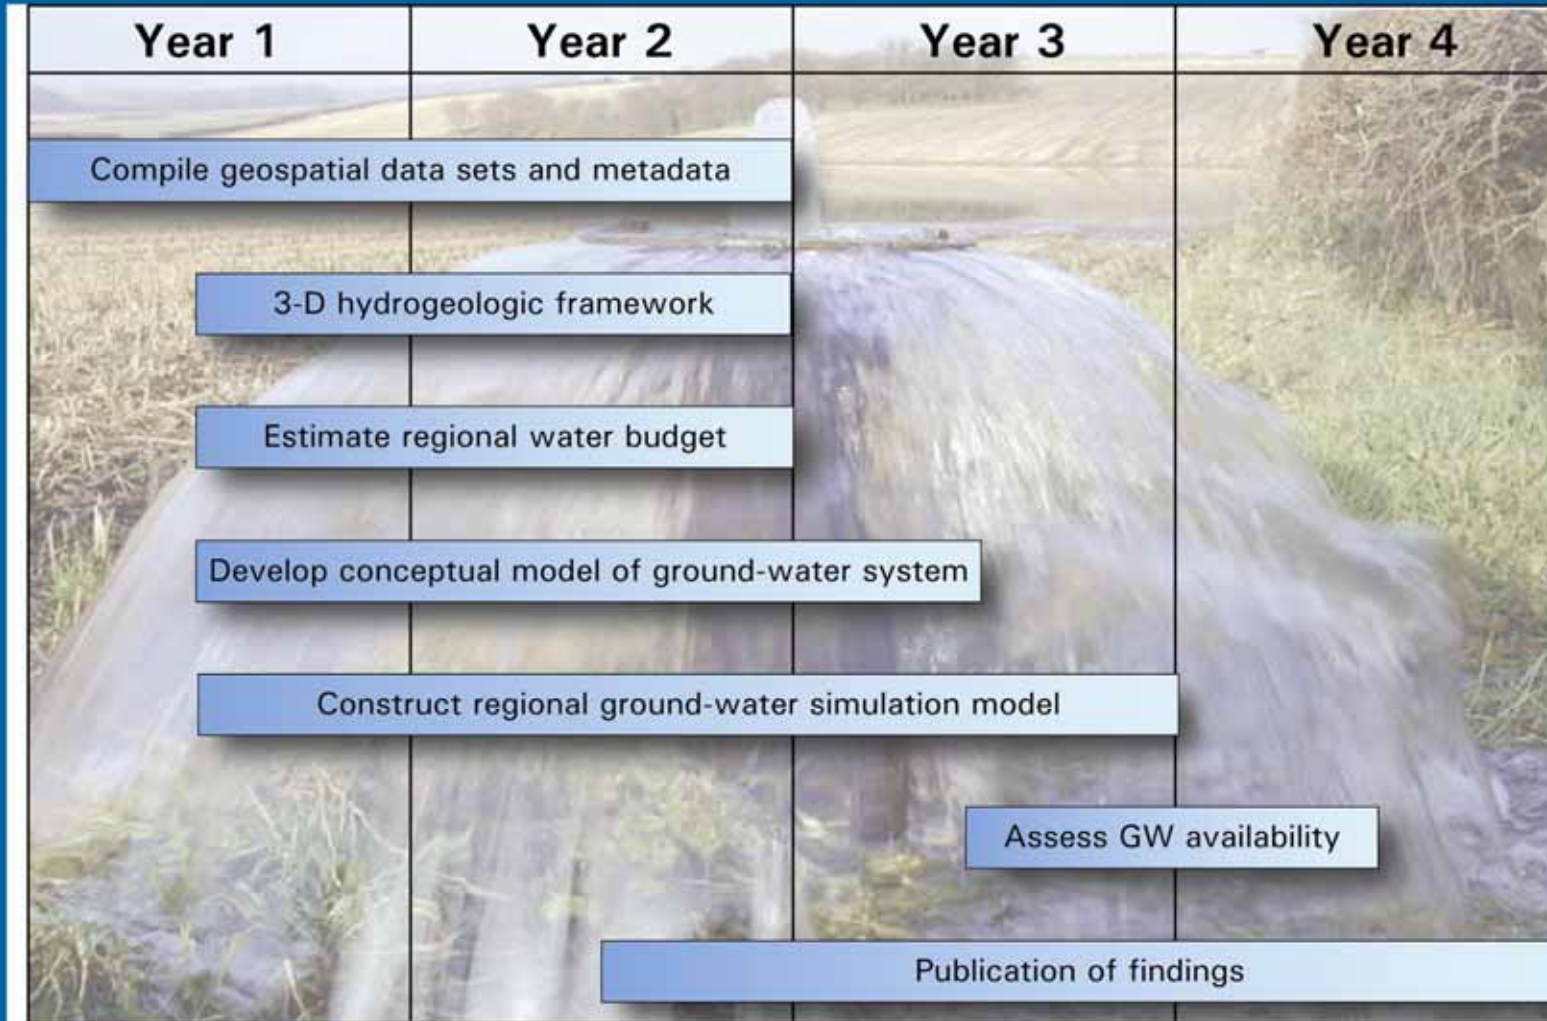 Year 1 Year 2 Year 3 Year 4
Compile geospatial data sets and metadata
3-D hydrogeologic framework
Estimate regional water budget
Develop conceptual model of ground-water system
Construct regional ground-water simulation model
Assess GW availability
Publication of findings